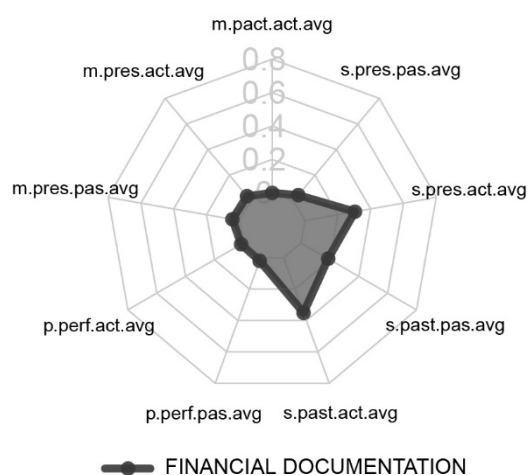 m.pact.act.avg
0.8
m.pres.act.avg
s.pres.pas.avg
0.6
0.4
m.pres.pas.avg
0.2
s.pres.act.avg
0
p.perf.act.avg
s.past.pas.avg
p.perf.pas.avg
s.past.act.avg
FINANCIAL DOCUMENTATION